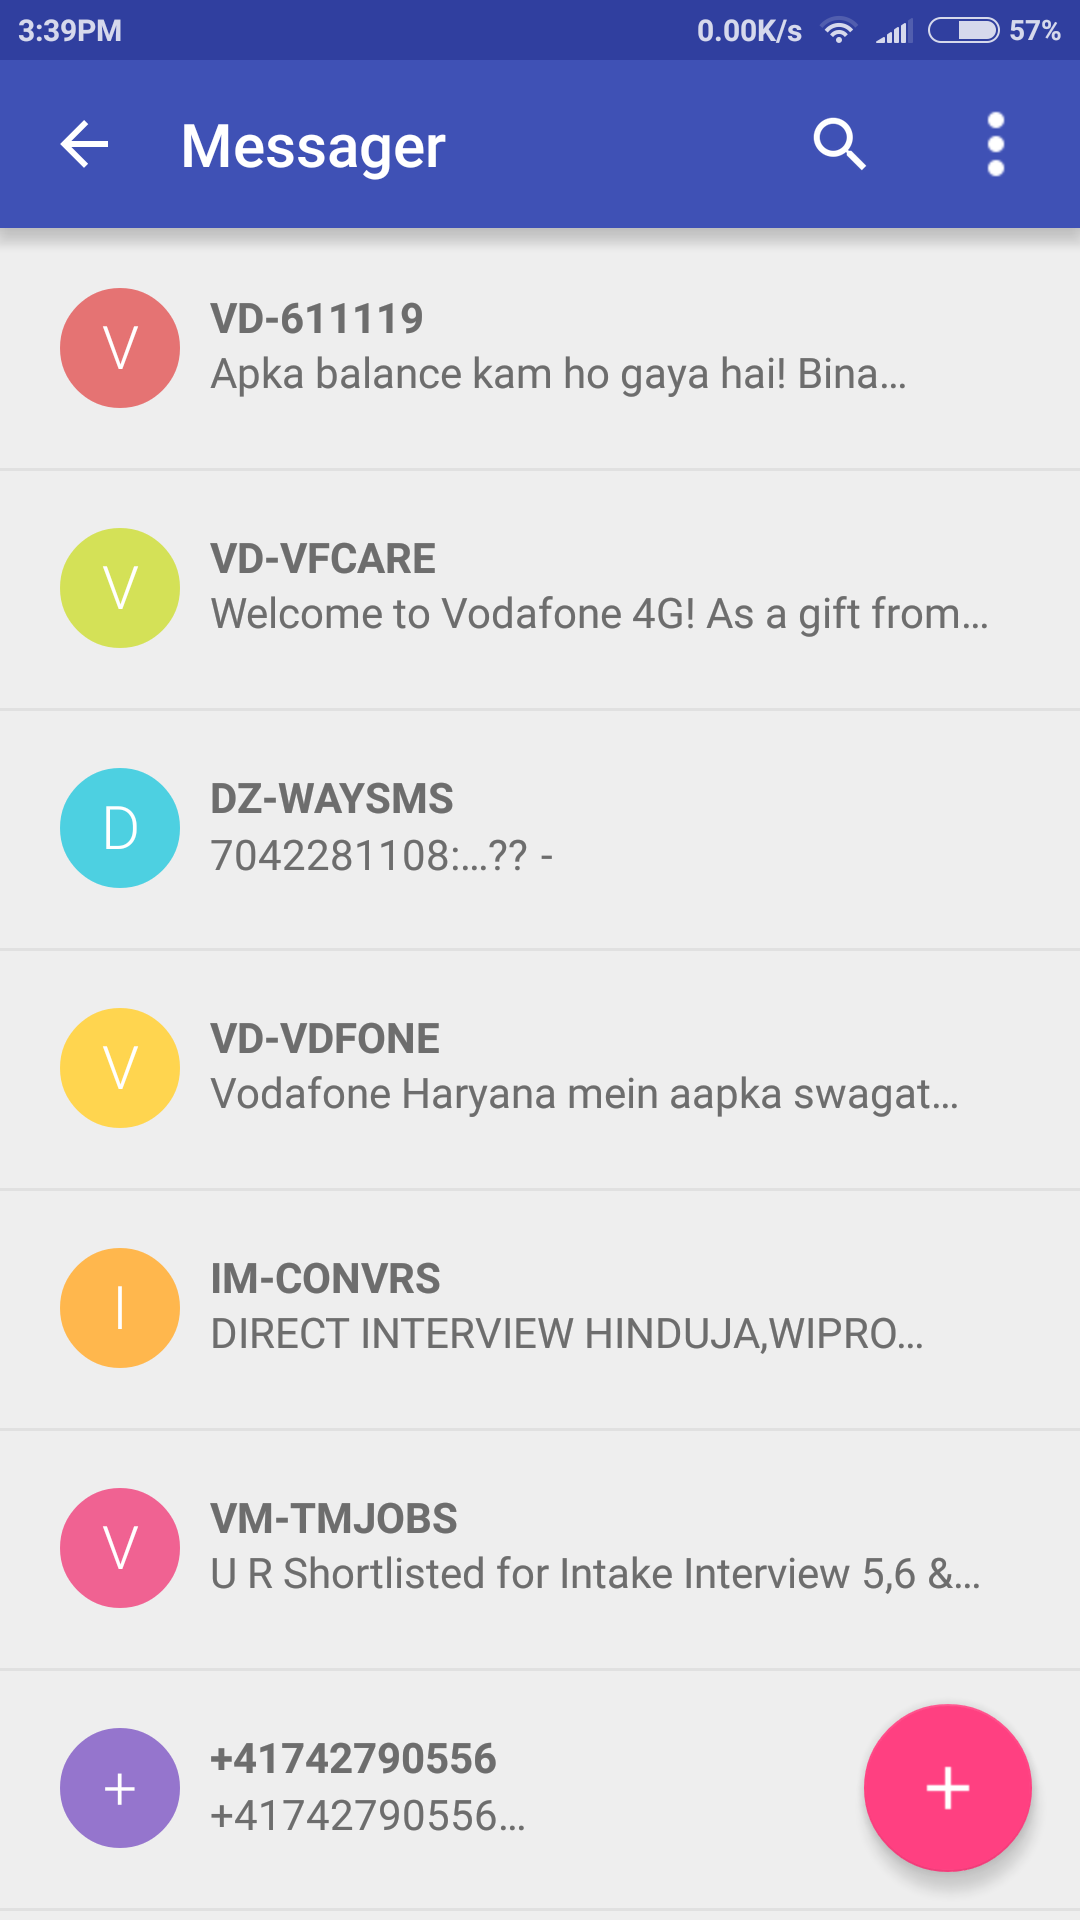 3:39PM 0.00K/s 57%
Messager
V
VD-611119
Apka balance kam ho gaya hai! Bina...
V
VD-VFCARE
Welcome to Vodafone 4G! As a gift from...
D
DZ-WAYSMS
7042281108:...?? -
V
VD-VDFONE
Vodafone Haryana mein aapka swagat...
I
IM-CONVRS
DIRECT INTERVIEW HINDUJA,WIPRO...
V
VM-TMJOBS
U R Shortlisted for Intake Interview 5,6 &...
+
+41742790556
+41742790556...
+